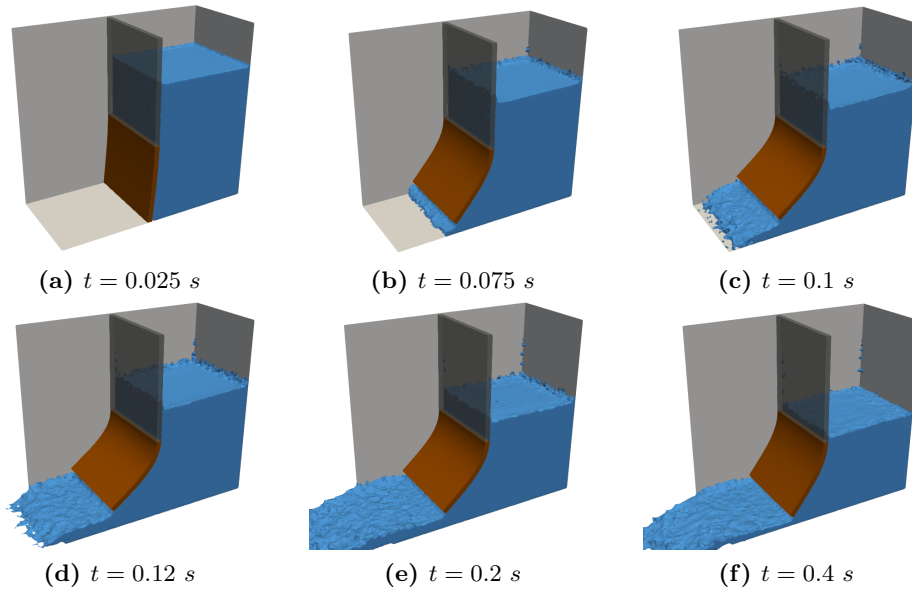 (a) t = 0.025 s
(b) t = 0.075 s
(c) t = 0.1 s
(d) t = 0.12 s
(e) t = 0.2 s
(f) t = 0.4 s